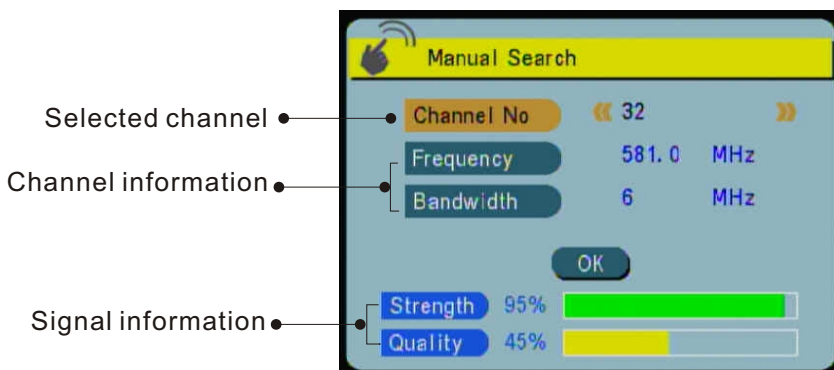 Manual Search
Selected channel
Channel No 32
Channel information
Frequency 581.0 MHz
Bandwidth 6 MHz
OK
Signal information
Strength 95%
Quality 45%